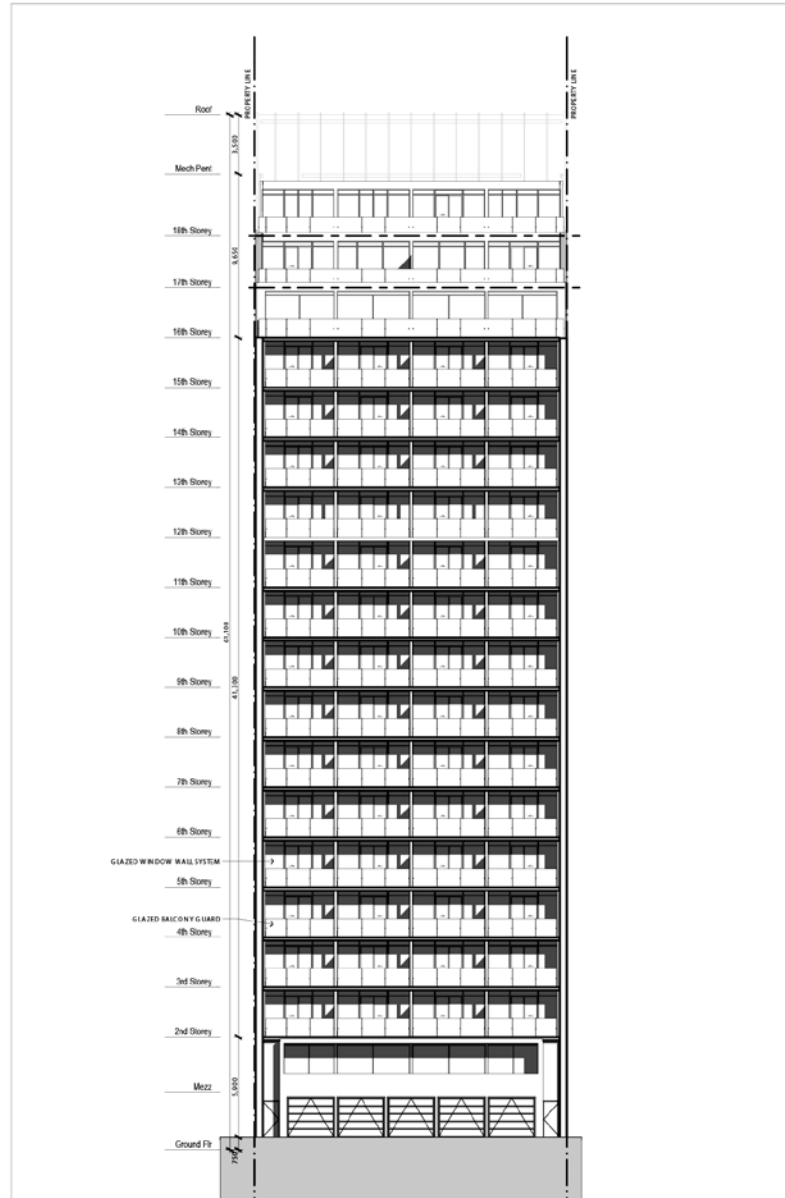 PROPERTY LINE
PROPERTY LINE
Roof
3,500
Mech Pent
18th Storey
9,650
17th Storey
16th Storey
15th Storey
14th Storey
13th Storey
12th Storey
11th Storey
10th Storey
9th Storey
41,300
8th Storey
7th Storey
6th Storey
GLAZED WINDOW WALL SYSTEM
5th Storey
GLAZED BALCONY GUARD
4th Storey
3rd Storey
2nd Storey
5,900
Mezz
Ground Flr
750